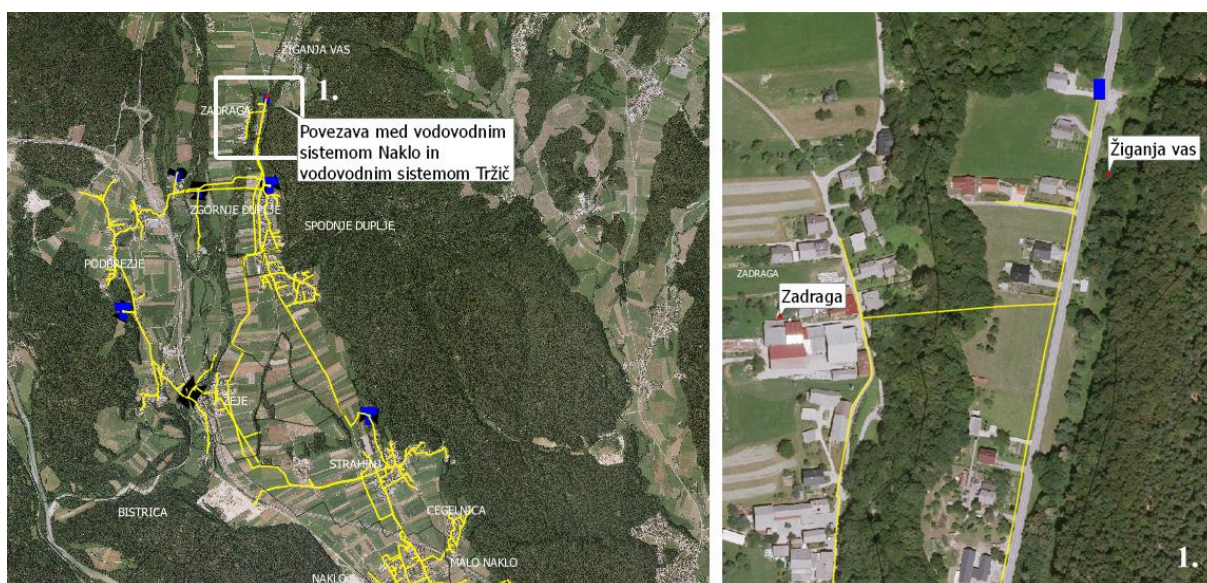 ŽIGANJA VAS
1.
ZADRAGA
Povezava med vodovodnim
sistemom Naklo in
vodovodnim sistemom Tržič
ZGORNJE DUPLJE
SPODNJE DUPLJE
PODBREZJE
ŽEJE
STRAHINJ
BISTRICA
CEGELNICA
MALO NAKLO
NAKLO
Žiganja vas
ZADRAGA
Zadraga
1.